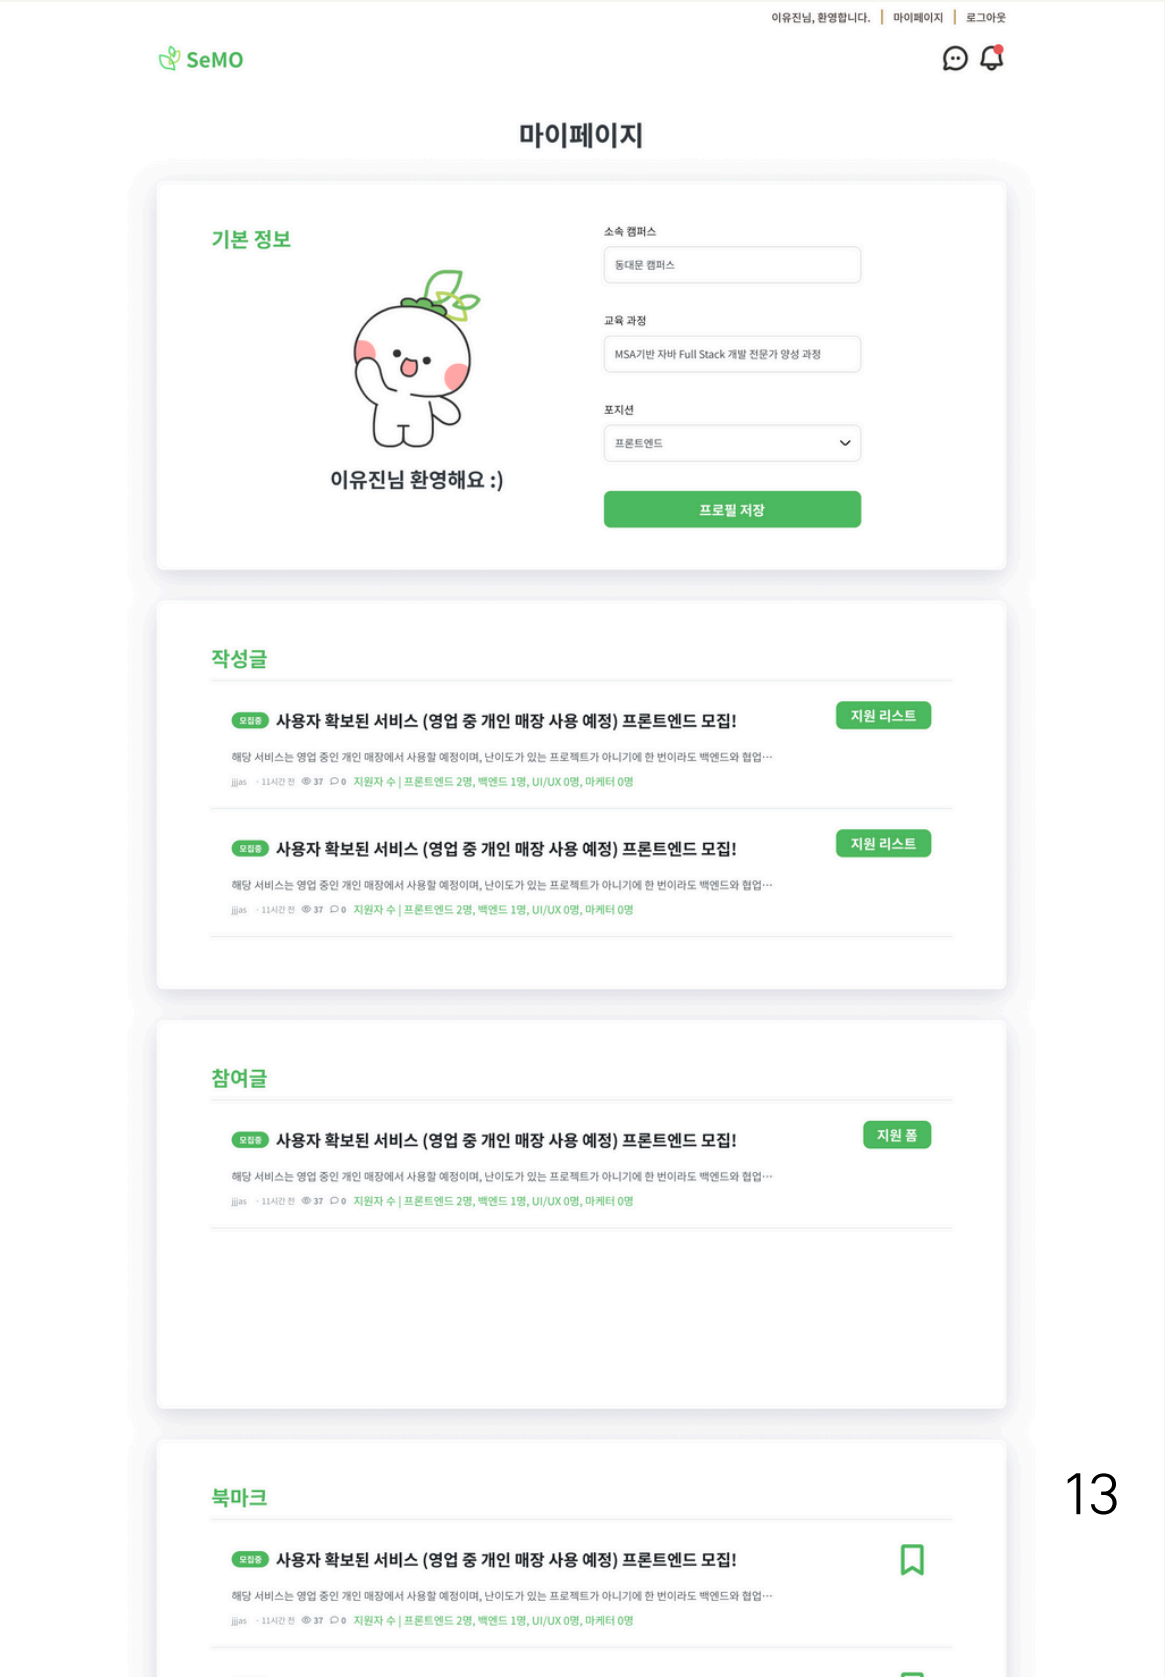 이유진님, 환영합니다. | 마이페이지 | 로그아웃
SeMO
마이페이지
기본 정보
이유진님 환영해요 :)
소속 캠퍼스
동대문 캠퍼스
교육 과정
MSA기반 자바 Full Stack 개발 전문가 양성 과정
포지션
프론트엔드
프로필 저장
작성글
모집중 사용자 확보된 서비스 (영업 중 개인 매장 사용 예정) 프론트엔드 모집! 지원 리스트
해당 서비스는 영업 중인 개인 매장에서 사용할 예정이며, 난이도가 있는 프로젝트가 아니기에 한 번이라도 백엔드와 협업…
jjjas · 11시간 전 37 0 지원자 수 | 프론트엔드 2명, 백엔드 1명, UI/UX 0명, 마케터 0명
모집중 사용자 확보된 서비스 (영업 중 개인 매장 사용 예정) 프론트엔드 모집! 지원 리스트
해당 서비스는 영업 중인 개인 매장에서 사용할 예정이며, 난이도가 있는 프로젝트가 아니기에 한 번이라도 백엔드와 협업…
jjjas · 11시간 전 37 0 지원자 수 | 프론트엔드 2명, 백엔드 1명, UI/UX 0명, 마케터 0명
참여글
모집중 사용자 확보된 서비스 (영업 중 개인 매장 사용 예정) 프론트엔드 모집! 지원 폼
해당 서비스는 영업 중인 개인 매장에서 사용할 예정이며, 난이도가 있는 프로젝트가 아니기에 한 번이라도 백엔드와 협업…
jjjas · 11시간 전 37 0 지원자 수 | 프론트엔드 2명, 백엔드 1명, UI/UX 0명, 마케터 0명
북마크
13
모집중 사용자 확보된 서비스 (영업 중 개인 매장 사용 예정) 프론트엔드 모집!
해당 서비스는 영업 중인 개인 매장에서 사용할 예정이며, 난이도가 있는 프로젝트가 아니기에 한 번이라도 백엔드와 협업…
jjjas · 11시간 전 37 0 지원자 수 | 프론트엔드 2명, 백엔드 1명, UI/UX 0명, 마케터 0명